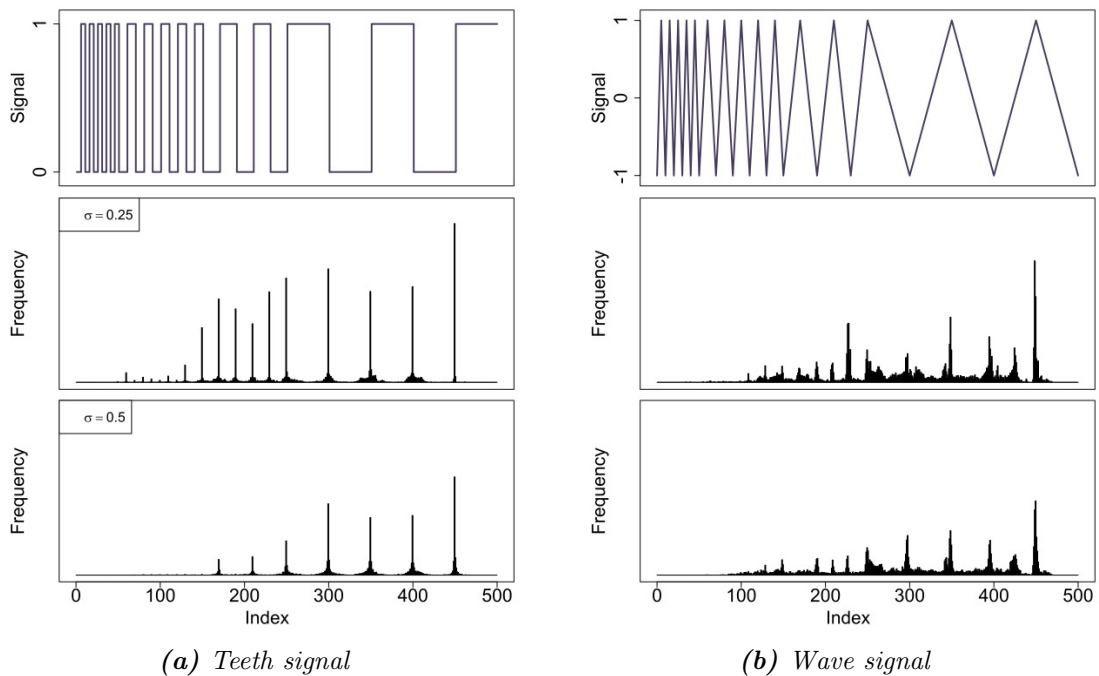 Signal
1
0
σ = 0.25
Frequency
σ = 0.5
Frequency
0 100 200 300 400 500
Index
(a) Teeth signal
Signal
1
0
-1
Frequency
Frequency
0 100 200 300 400 500
Index
(b) Wave signal